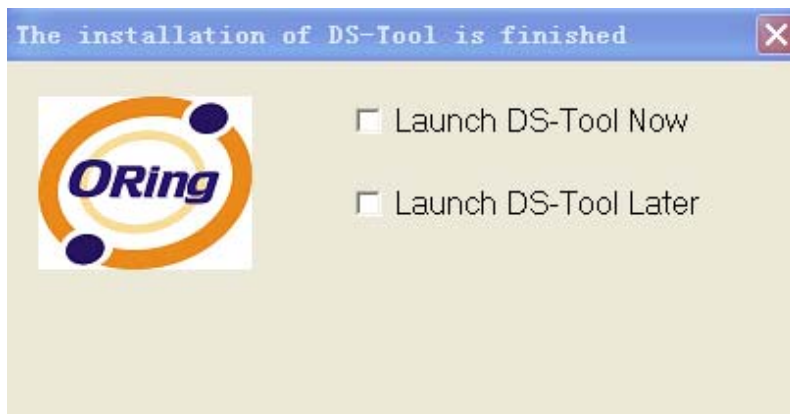 The installation of DS-Tool is finished
ORing
Launch DS-Tool Now
Launch DS-Tool Later